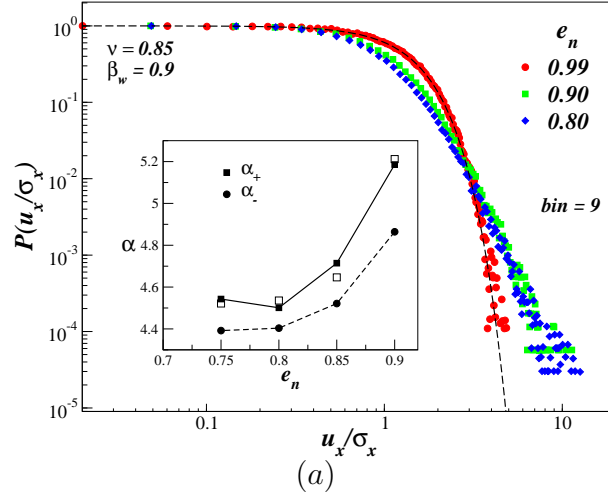 ν = 0.85
β_w = 0.9
e_n
0.99
0.90
0.80
bin = 9
P(u_x/σ_x)
10^0
10^-1
10^-2
10^-3
10^-4
10^-5
0.1 1 10
u_x/σ_x
α_+
α_-
α
5.2
5
4.8
4.6
4.4
0.7 0.75 0.8 0.85 0.9
e_n
(a)